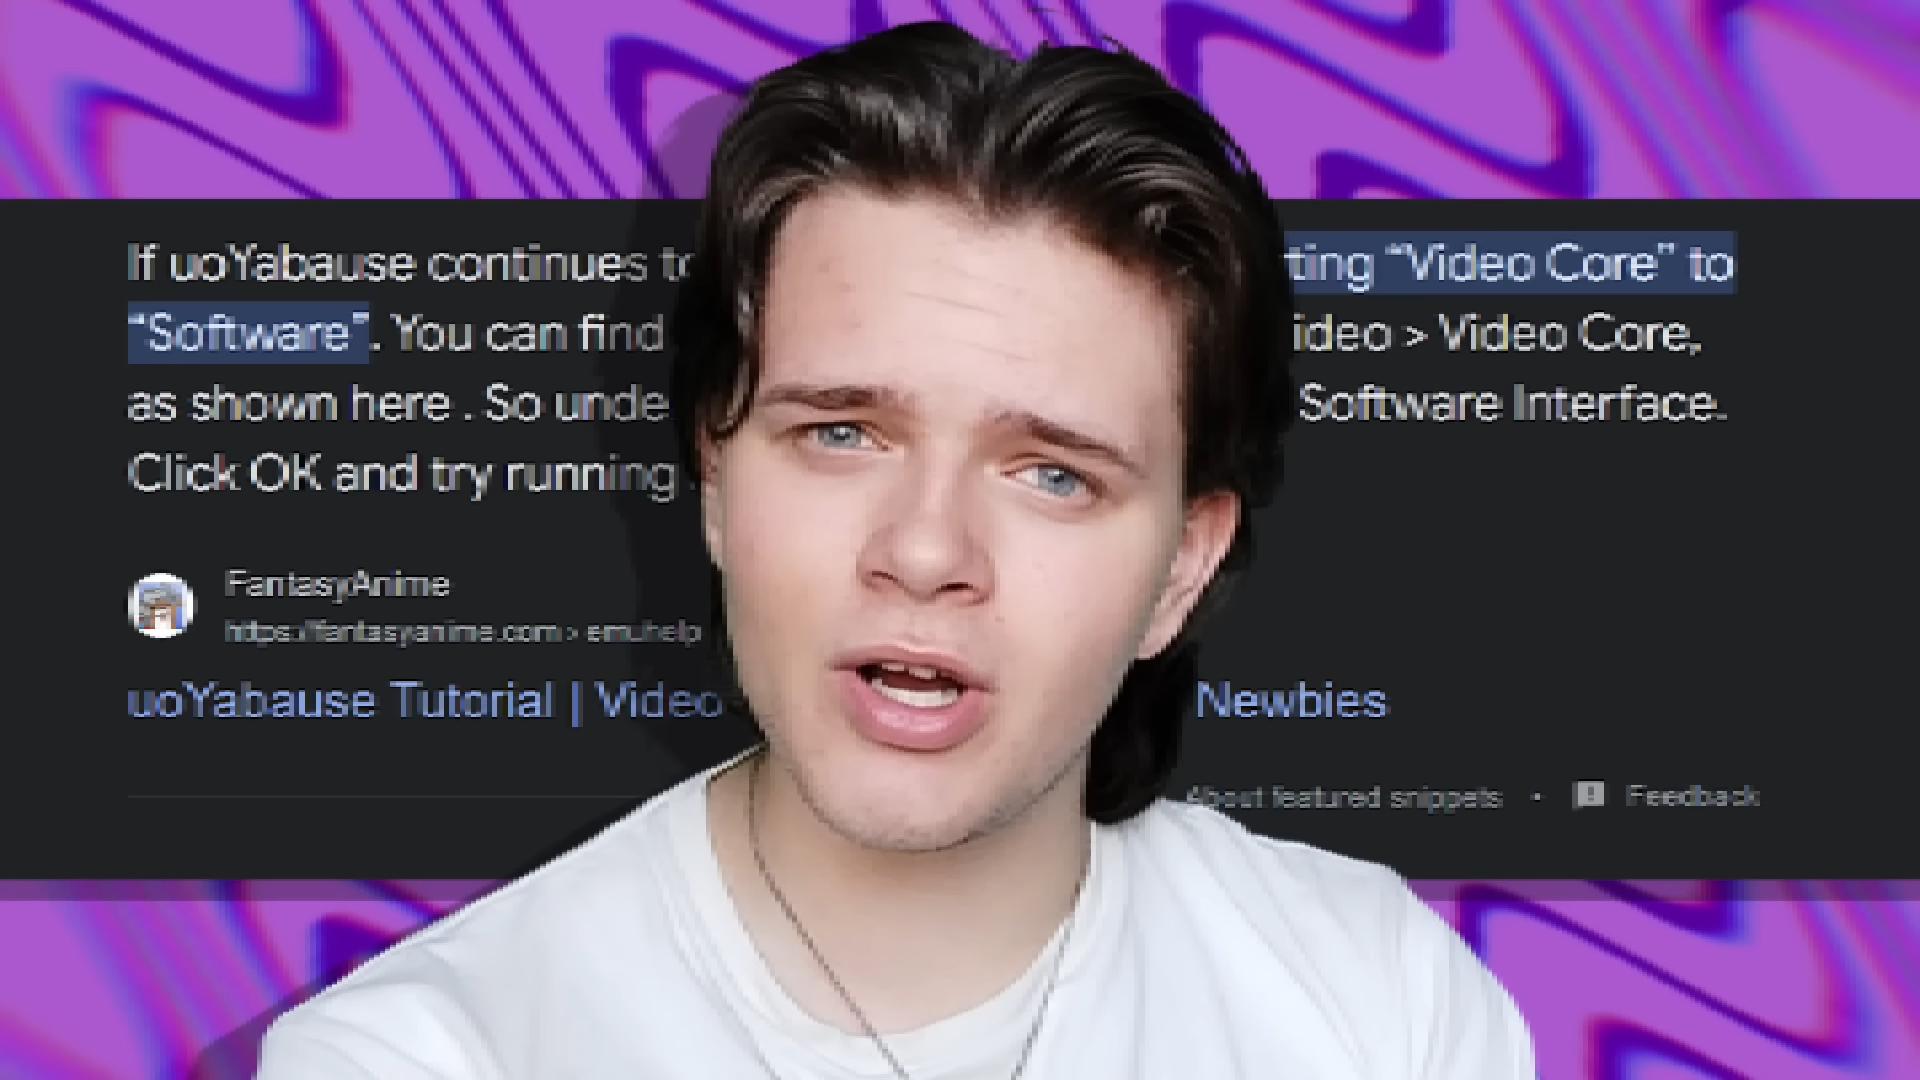 If uoYabause continues to
ting “Video Core” to
“Software”. You can find
ideo > Video Core,
as shown here . So unde
Software Interface.
Click OK and try running
FantasyAnime
https://fantasyanime.com › emuhelp
uoYabause Tutorial | Video
Newbies
About featured snippets • Feedback